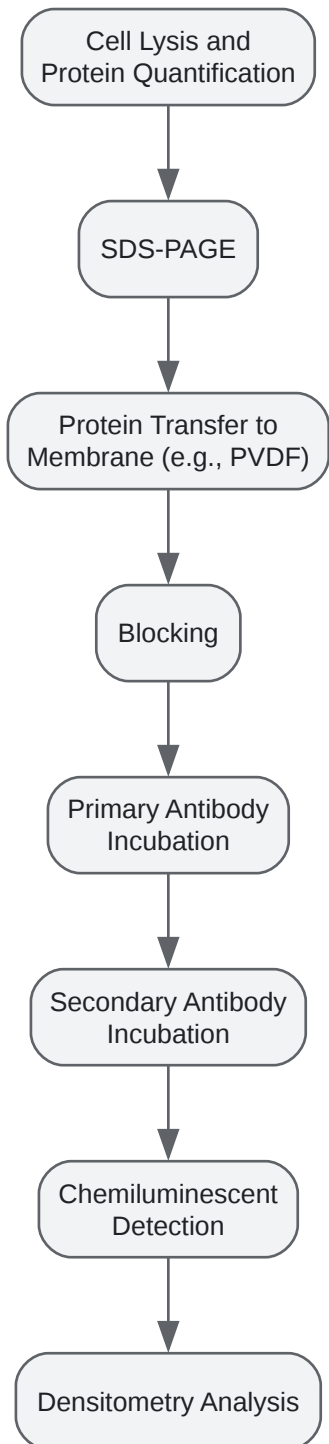 Cell Lysis and
Protein Quantification
SDS-PAGE
Protein Transfer to
Membrane (e.g., PVDF)
Blocking
Primary Antibody
Incubation
Secondary Antibody
Incubation
Chemiluminescent
Detection
Densitometry Analysis